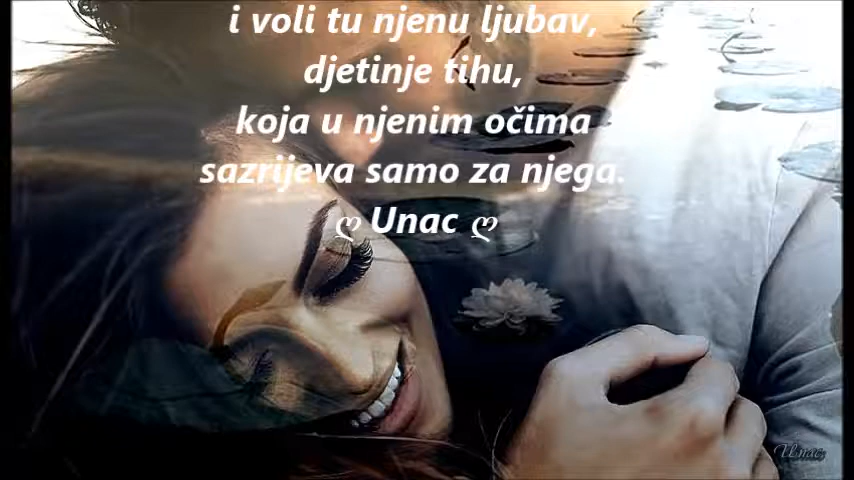 i voli tu njenu ljubav,
djetinje tihu,
koja u njenim očima
sazrijeva samo za njega.
ღ Unac ღ
Unac